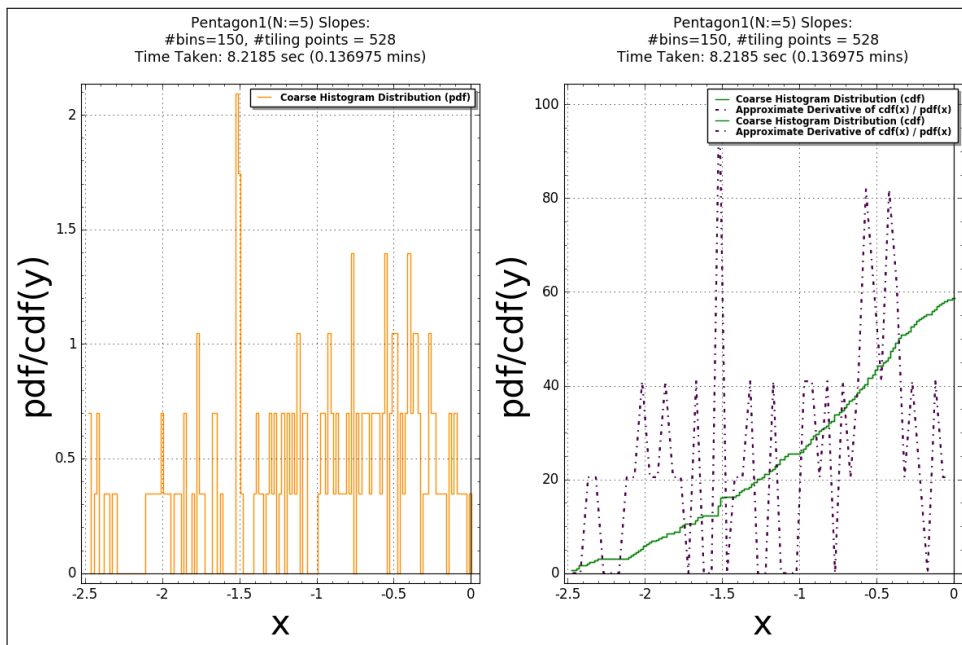 Pentagon1(N:=5) Slopes:
#bins=150, #tiling points = 528
Time Taken: 8.2185 sec (0.136975 mins)
Coarse Histogram Distribution (pdf)
pdf/cdf(y)
2
1.5
1
0.5
0
-2.5
-2
-1.5
-1
-0.5
0
x
Pentagon1(N:=5) Slopes:
#bins=150, #tiling points = 528
Time Taken: 8.2185 sec (0.136975 mins)
Coarse Histogram Distribution (cdf)
Approximate Derivative of cdf(x) / pdf(x)
Coarse Histogram Distribution (cdf)
Approximate Derivative of cdf(x) / pdf(x)
pdf/cdf(y)
100
80
60
40
20
0
-2.5
-2
-1.5
-1
-0.5
0
x